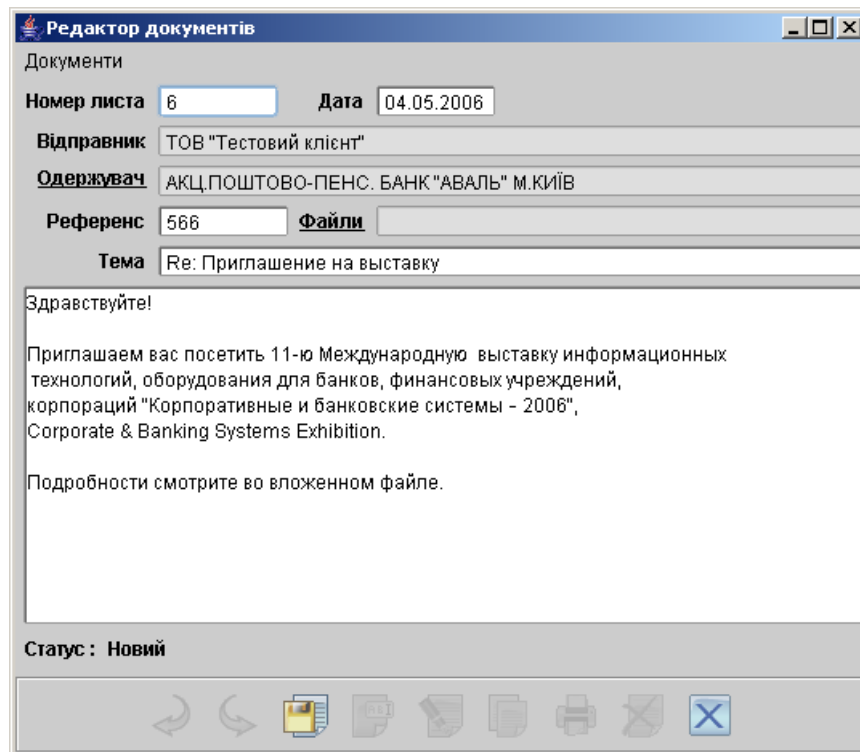 Редактор документів
Документи
Номер листа 6 Дата 04.05.2006
Відправник ТОВ "Тестовий клієнт"
Одержувач АКЦ.ПОШТОВО-ПЕНС. БАНК "АВАЛЬ" М.КИЇВ
Референс 566 Файли
Тема Re: Приглашение на выставку
Здравствуйте!
Приглашаем вас посетить 11-ю Международную выставку информационных
технологий, оборудования для банков, финансовых учреждений,
корпораций "Корпоративные и банковские системы - 2006",
Corporate & Banking Systems Exhibition.
Подробности смотрите во вложенном файле.
Статус : Новий